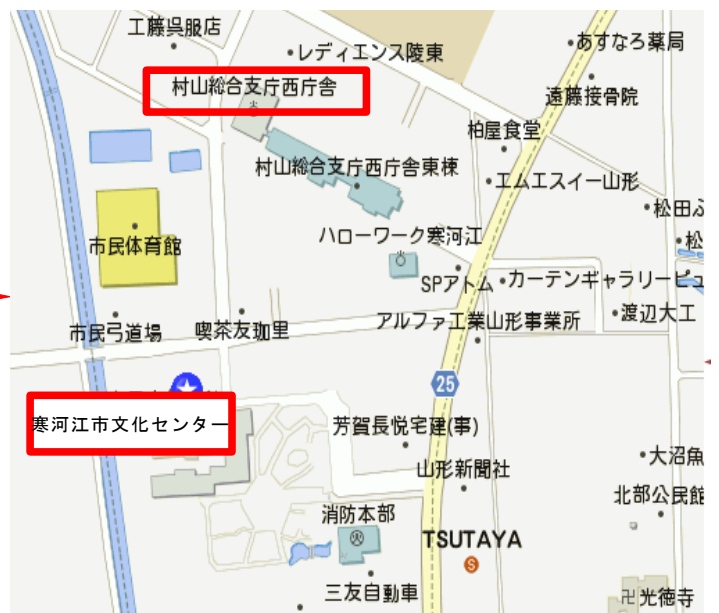 工藤呉服店
レディエンス陵東
あすなろ薬局
村山総合支庁西庁舎
遠藤接骨院
柏屋食堂
村山総合支庁西庁舎東棟
エムエスイー山形
松田ふ
市民体育館
ハローワーク寒河江
松
SPアトム
カーテンギャラリーピュ
市民弓道場
喫茶友珈里
アルファ工業山形事業所
渡辺大工
25
寒河江市文化センター
芳賀長悦宅建(事)
大沼魚
山形新聞社
北部公民館
消防本部
TSUTAYA
S
三友自動車
卍光徳寺